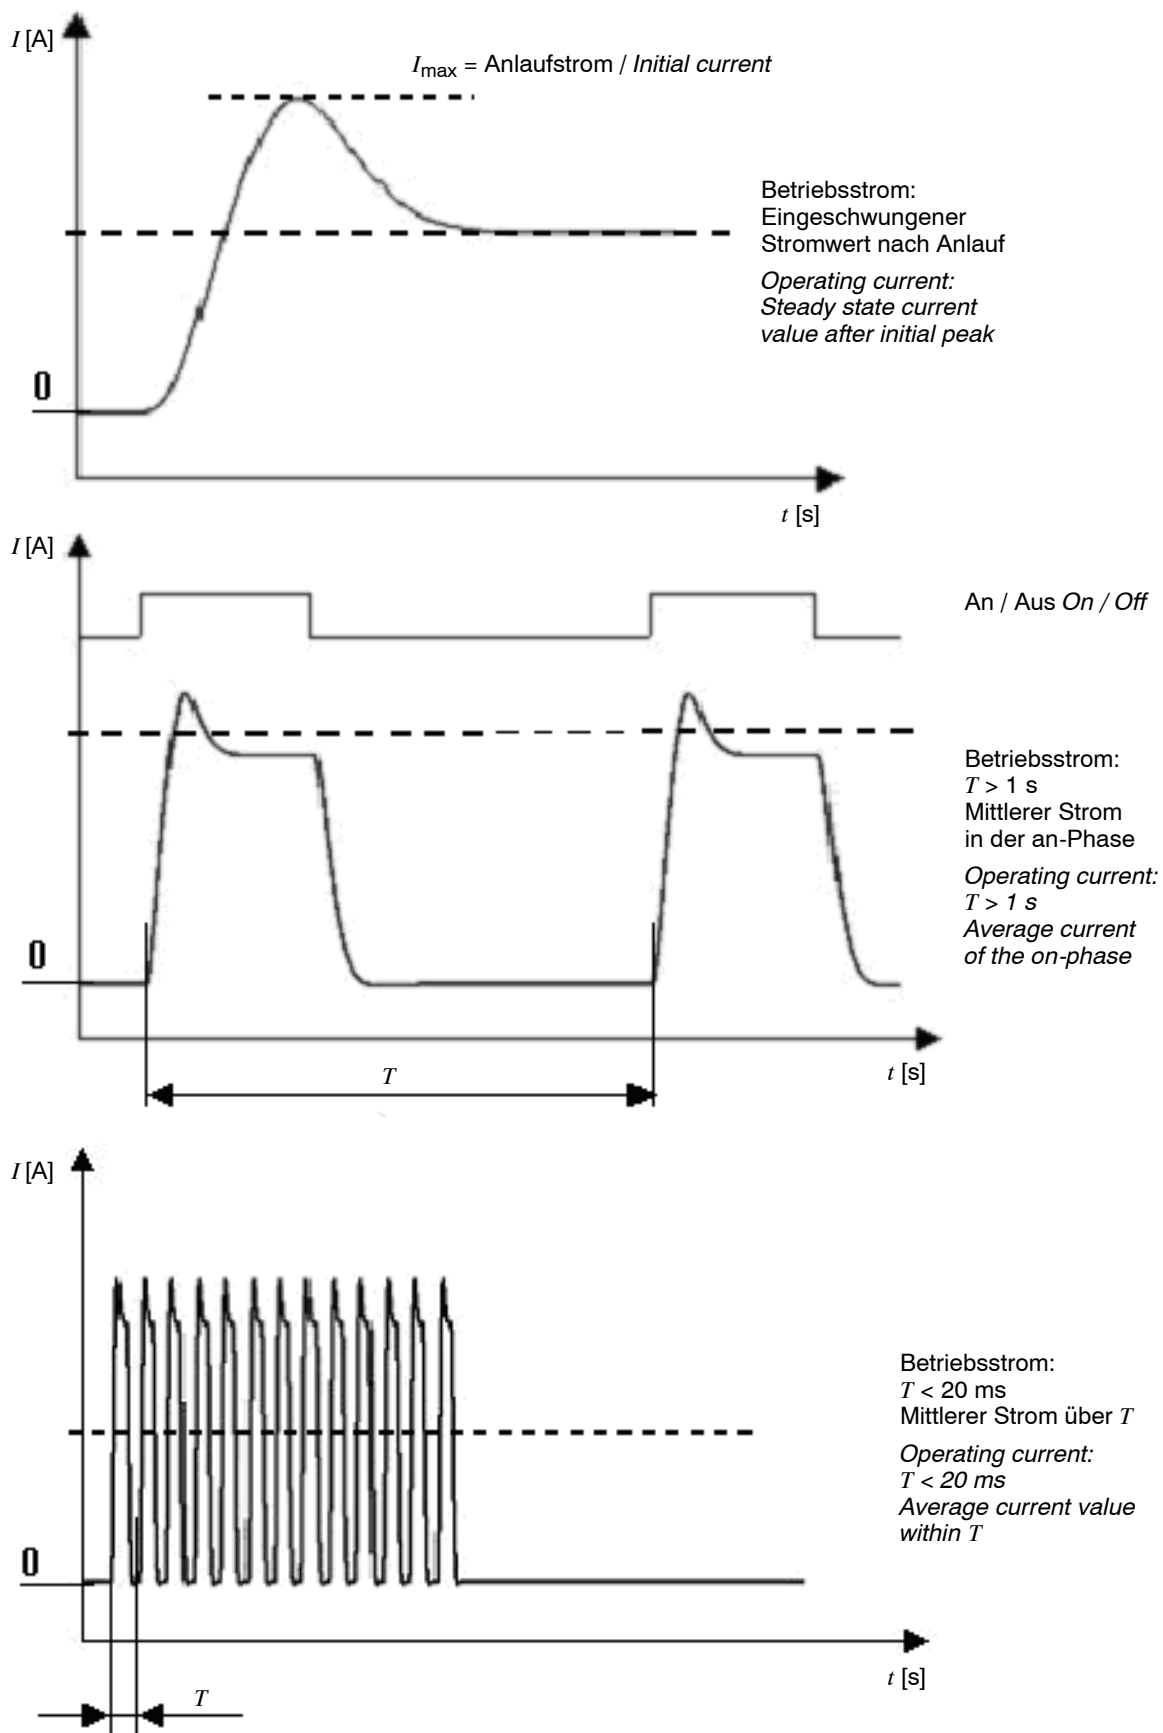 I [A]
I max = Anlaufstrom / Initial current
Betriebsstrom:
Eingeschwungener
Stromwert nach Anlauf
Operating current:
Steady state current
value after initial peak
0
t [s]
I [A]
An / Aus On / Off
Betriebsstrom:
T > 1 s
Mittlerer Strom
in der an-Phase
Operating current:
T > 1 s
Average current
of the on-phase
0
T
t [s]
I [A]
Betriebsstrom:
T < 20 ms
Mittlerer Strom über T
Operating current:
T < 20 ms
Average current value
within T
0
t [s]
T